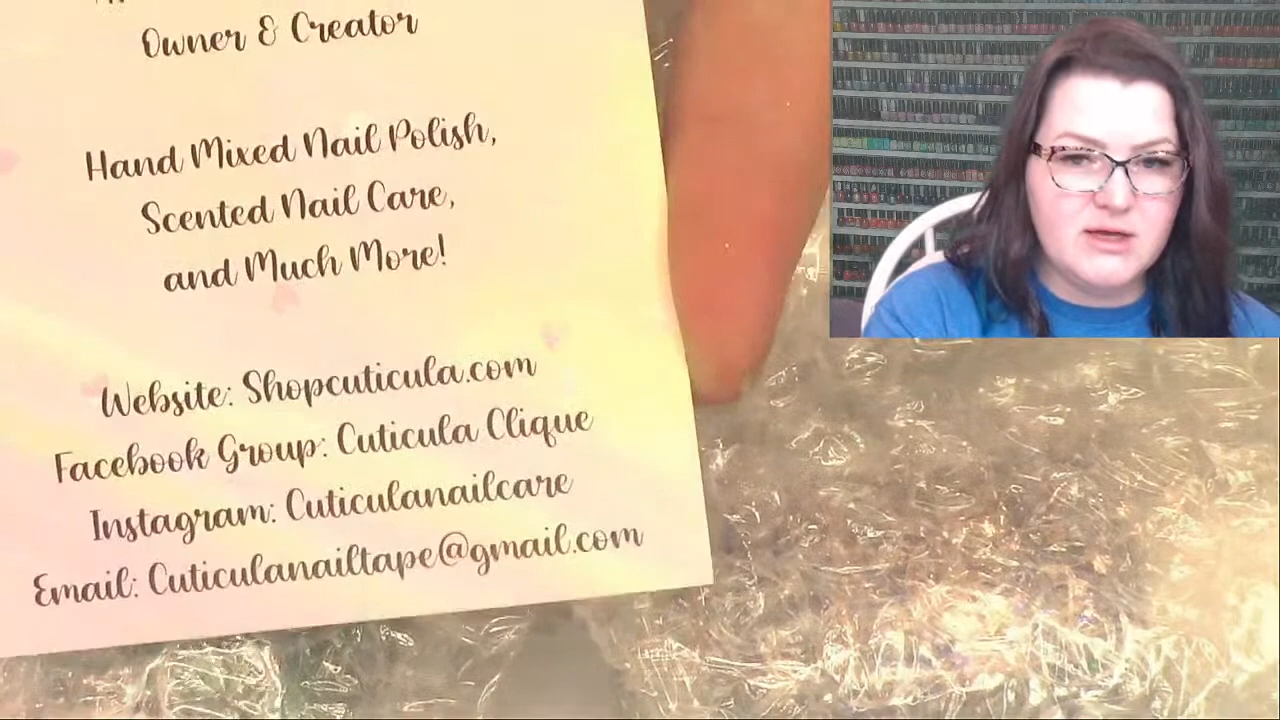 Owner & Creator
Hand Mixed Nail Polish,
Scented Nail Care,
and Much More!
Website: Shopcuticula.com
Facebook Group: Cuticula Clique
Instagram: Cuticulanailcare
Email: Cuticulanailtape@gmail.com